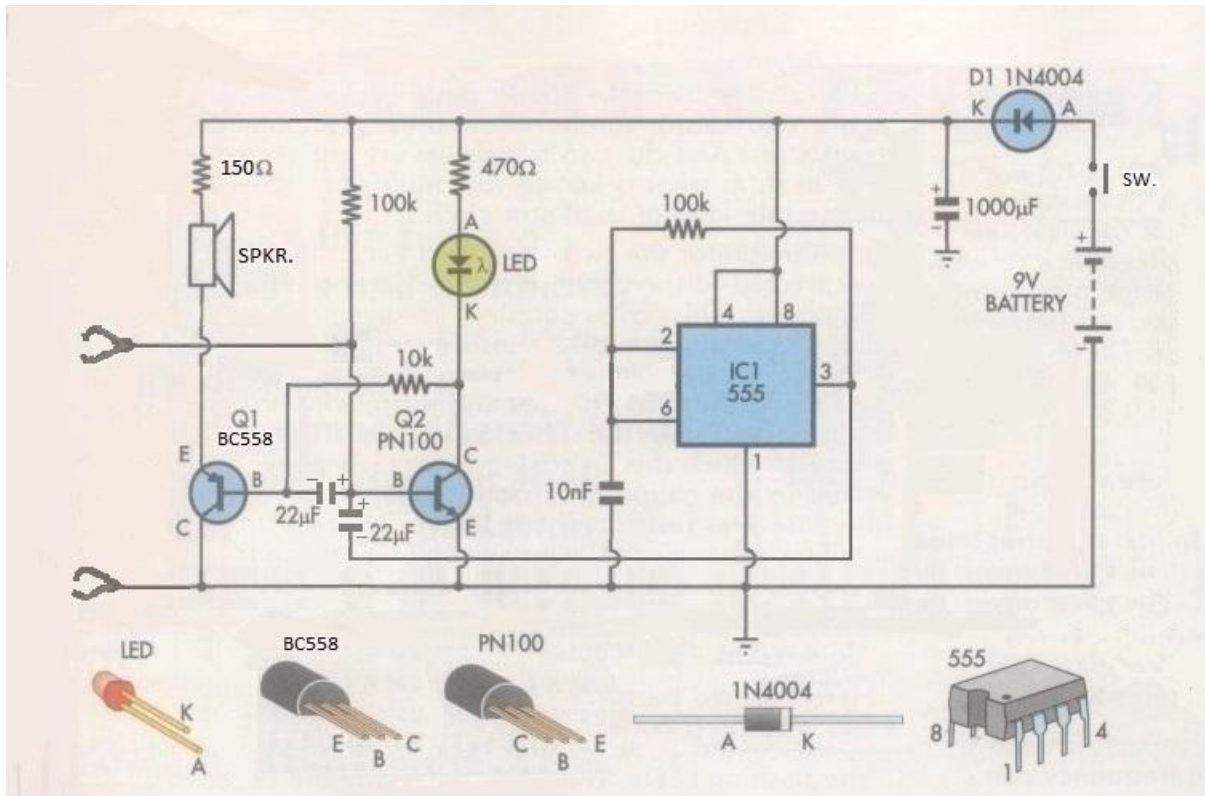 D1 1N4004
K A
150Ω
470Ω
100k
100k
SW.
1000µF
+
A
SPKR.
LED
λ
K
9V
BATTERY
+
-
4 8
2
10k
IC1
555
3
6
Q1
BC558
Q2
PN100
E
B
C
B
C
E
1
- +
22µF
+
-
22µF
10nF
LED
BC558
PN100
1N4004
555
K
A
E B C
C B E
A K
8 4
1